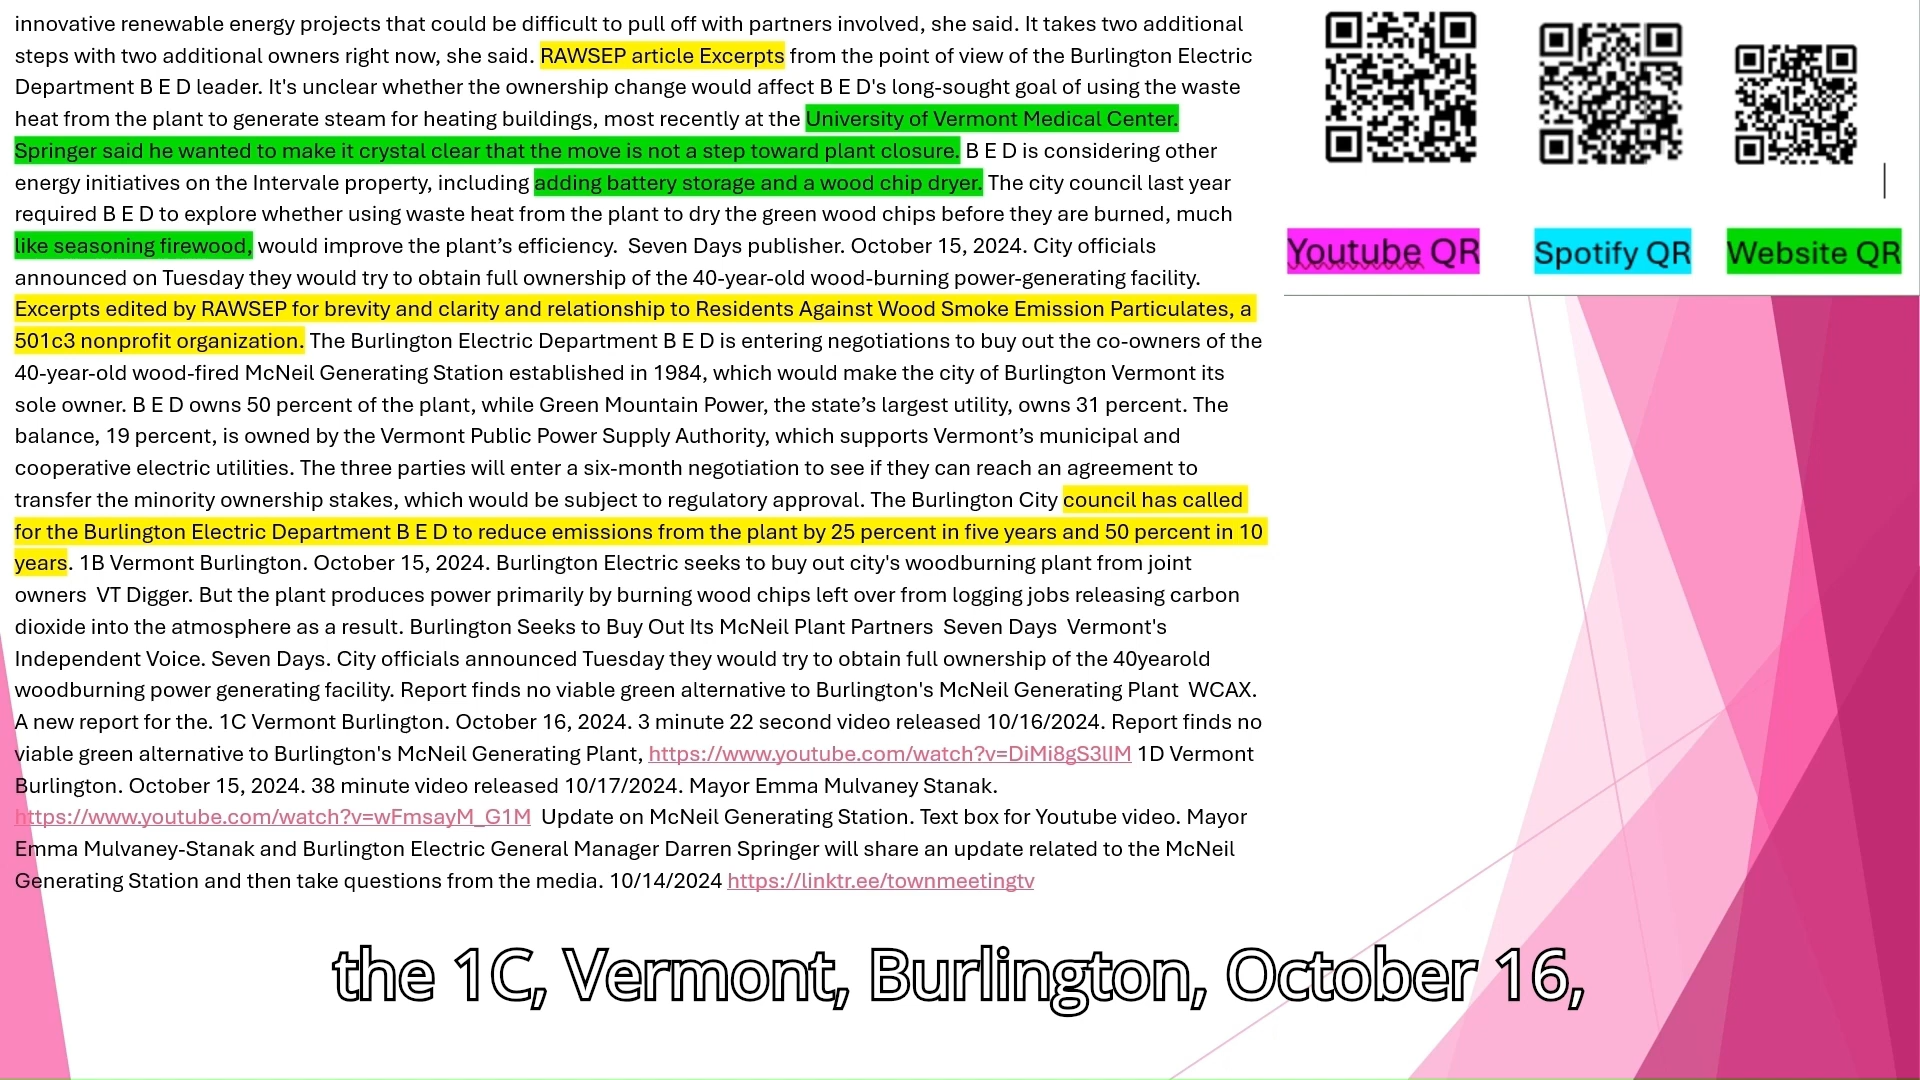 innovative renewable energy projects that could be difficult to pull off with partners involved, she said. It takes two additional
steps with two additional owners right now, she said. RAWSEP article Excerpts from the point of view of the Burlington Electric
Department B E D leader. It's unclear whether the ownership change would affect B E D's long-sought goal of using the waste
heat from the plant to generate steam for heating buildings, most recently at the University of Vermont Medical Center.
Springer said he wanted to make it crystal clear that the move is not a step toward plant closure. B E D is considering other
energy initiatives on the Intervale property, including adding battery storage and a wood chip dryer. The city council last year
required B E D to explore whether using waste heat from the plant to dry the green wood chips before they are burned, much
like seasoning firewood, would improve the plant’s efficiency.  Seven Days publisher. October 15, 2024. City officials
announced on Tuesday they would try to obtain full ownership of the 40-year-old wood-burning power-generating facility.
Excerpts edited by RAWSEP for brevity and clarity and relationship to Residents Against Wood Smoke Emission Particulates, a
501c3 nonprofit organization. The Burlington Electric Department B E D is entering negotiations to buy out the co-owners of the
40-year-old wood-fired McNeil Generating Station established in 1984, which would make the city of Burlington Vermont its
sole owner. B E D owns 50 percent of the plant, while Green Mountain Power, the state’s largest utility, owns 31 percent. The
balance, 19 percent, is owned by the Vermont Public Power Supply Authority, which supports Vermont’s municipal and
cooperative electric utilities. The three parties will enter a six-month negotiation to see if they can reach an agreement to
transfer the minority ownership stakes, which would be subject to regulatory approval. The Burlington City council has called
for the Burlington Electric Department B E D to reduce emissions from the plant by 25 percent in five years and 50 percent in 10
years. 1B Vermont Burlington. October 15, 2024. Burlington Electric seeks to buy out city's woodburning plant from joint
owners  VT Digger. But the plant produces power primarily by burning wood chips left over from logging jobs releasing carbon
dioxide into the atmosphere as a result. Burlington Seeks to Buy Out Its McNeil Plant Partners  Seven Days  Vermont's
Independent Voice. Seven Days. City officials announced Tuesday they would try to obtain full ownership of the 40yearold
woodburning power generating facility. Report finds no viable green alternative to Burlington's McNeil Generating Plant  WCAX.
A new report for the. 1C Vermont Burlington. October 16, 2024. 3 minute 22 second video released 10/16/2024. Report finds no
viable green alternative to Burlington's McNeil Generating Plant, https://www.youtube.com/watch?v=DiMi8gS3lIM 1D Vermont
Burlington. October 15, 2024. 38 minute video released 10/17/2024. Mayor Emma Mulvaney Stanak.
https://www.youtube.com/watch?v=wFmsayM_G1M  Update on McNeil Generating Station. Text box for Youtube video. Mayor
Emma Mulvaney-Stanak and Burlington Electric General Manager Darren Springer will share an update related to the McNeil
Generating Station and then take questions from the media. 10/14/2024 https://linktr.ee/townmeetingtv
Youtube QR
Spotify QR
Website QR
the 1C, Vermont, Burlington, October 16,